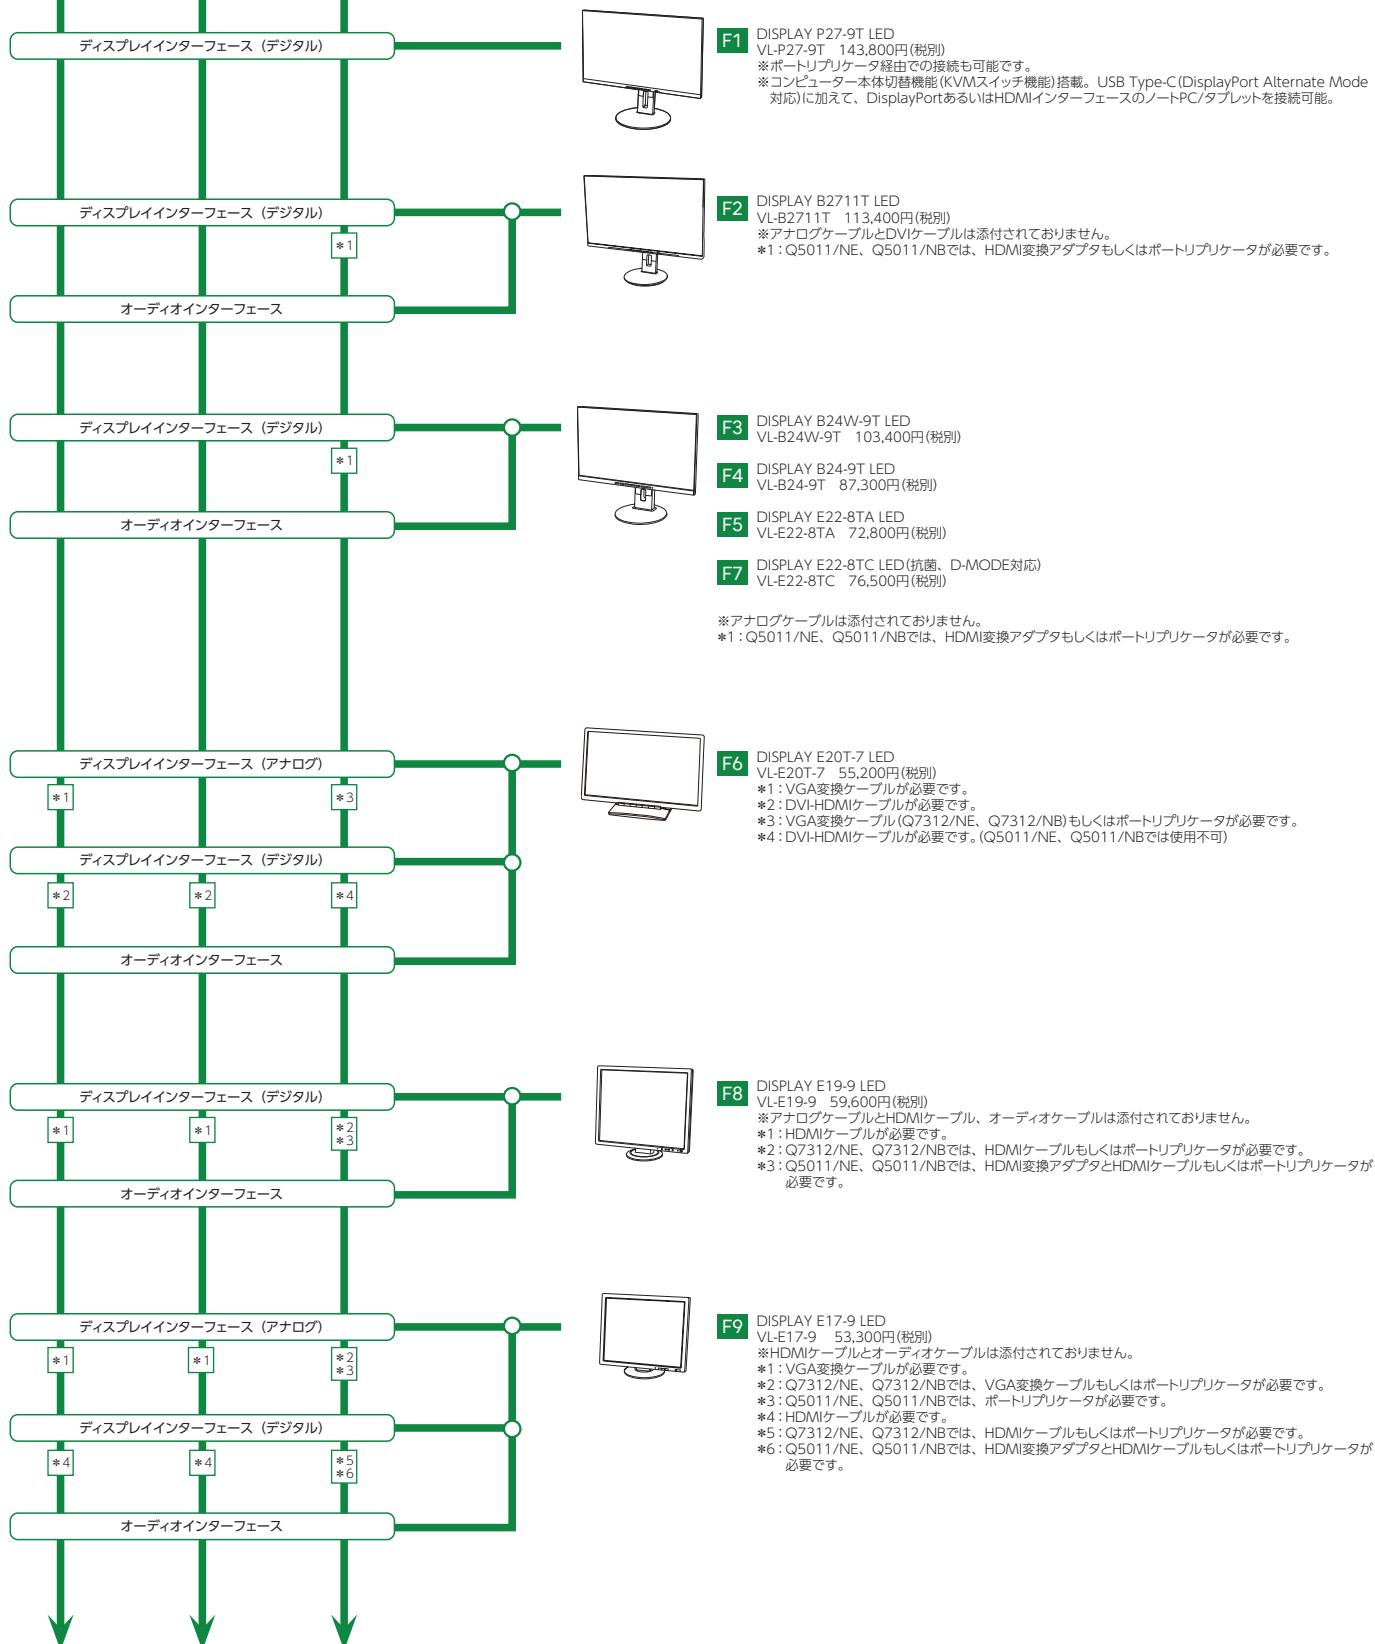 ディスプレイインターフェース（デジタル）
F1
DISPLAY P27-9T LED
VL-P27-9T　143,800円(税別)
※ポートリプリケータ経由での接続も可能です。
※コンピューター本体切替機能(KVMスイッチ機能)搭載。USB Type-C(DisplayPort Alternate Mode
対応)に加えて、DisplayPortあるいはHDMIインターフェースのノートPC/タブレットを接続可能。
ディスプレイインターフェース（デジタル）
＊1
オーディオインターフェース
F2
DISPLAY B2711T LED
VL-B2711T　113,400円(税別)
※アナログケーブルとDVIケーブルは添付されておりません。
＊1：Q5011/NE、Q5011/NBでは、HDMI変換アダプタもしくはポートリプリケータが必要です。
ディスプレイインターフェース（デジタル）
＊1
オーディオインターフェース
F3
DISPLAY B24W-9T LED
VL-B24W-9T　103,400円(税別)
F4
DISPLAY B24-9T LED
VL-B24-9T　87,300円(税別)
F5
DISPLAY E22-8TA LED
VL-E22-8TA　72,800円(税別)
F7
DISPLAY E22-8TC LED(抗菌、D-MODE対応)
VL-E22-8TC　76,500円(税別)
※アナログケーブルは添付されておりません。
＊1：Q5011/NE、Q5011/NBでは、HDMI変換アダプタもしくはポートリプリケータが必要です。
ディスプレイインターフェース（アナログ）
＊1
＊3
ディスプレイインターフェース（デジタル）
＊2
＊2
＊4
オーディオインターフェース
F6
DISPLAY E20T-7 LED
VL-E20T-7　55,200円(税別)
＊1：VGA変換ケーブルが必要です。
＊2：DVI-HDMIケーブルが必要です。
＊3：VGA変換ケーブル(Q7312/NE、Q7312/NB)もしくはポートリプリケータが必要です。
＊4：DVI-HDMIケーブルが必要です。(Q5011/NE、Q5011/NBでは使用不可)
ディスプレイインターフェース（デジタル）
＊1
＊1
＊2
＊3
オーディオインターフェース
F8
DISPLAY E19-9 LED
VL-E19-9　59,600円(税別)
※アナログケーブルとHDMIケーブル、オーディオケーブルは添付されておりません。
＊1：HDMIケーブルが必要です。
＊2：Q7312/NE、Q7312/NBでは、HDMIケーブルもしくはポートリプリケータが必要です。
＊3：Q5011/NE、Q5011/NBでは、HDMI変換アダプタとHDMIケーブルもしくはポートリプリケータが
必要です。
ディスプレイインターフェース（アナログ）
＊1
＊1
＊2
＊3
ディスプレイインターフェース（デジタル）
＊4
＊4
＊5
＊6
オーディオインターフェース
F9
DISPLAY E17-9 LED
VL-E17-9　53,300円(税別)
※HDMIケーブルとオーディオケーブルは添付されておりません。
＊1：VGA変換ケーブルが必要です。
＊2：Q7312/NE、Q7312/NBでは、VGA変換ケーブルもしくはポートリプリケータが必要です。
＊3：Q5011/NE、Q5011/NBでは、ポートリプリケータが必要です。
＊4：HDMIケーブルが必要です。
＊5：Q7312/NE、Q7312/NBでは、HDMIケーブルもしくはポートリプリケータが必要です。
＊6：Q5011/NE、Q5011/NBでは、HDMI変換アダプタとHDMIケーブルもしくはポートリプリケータが
必要です。